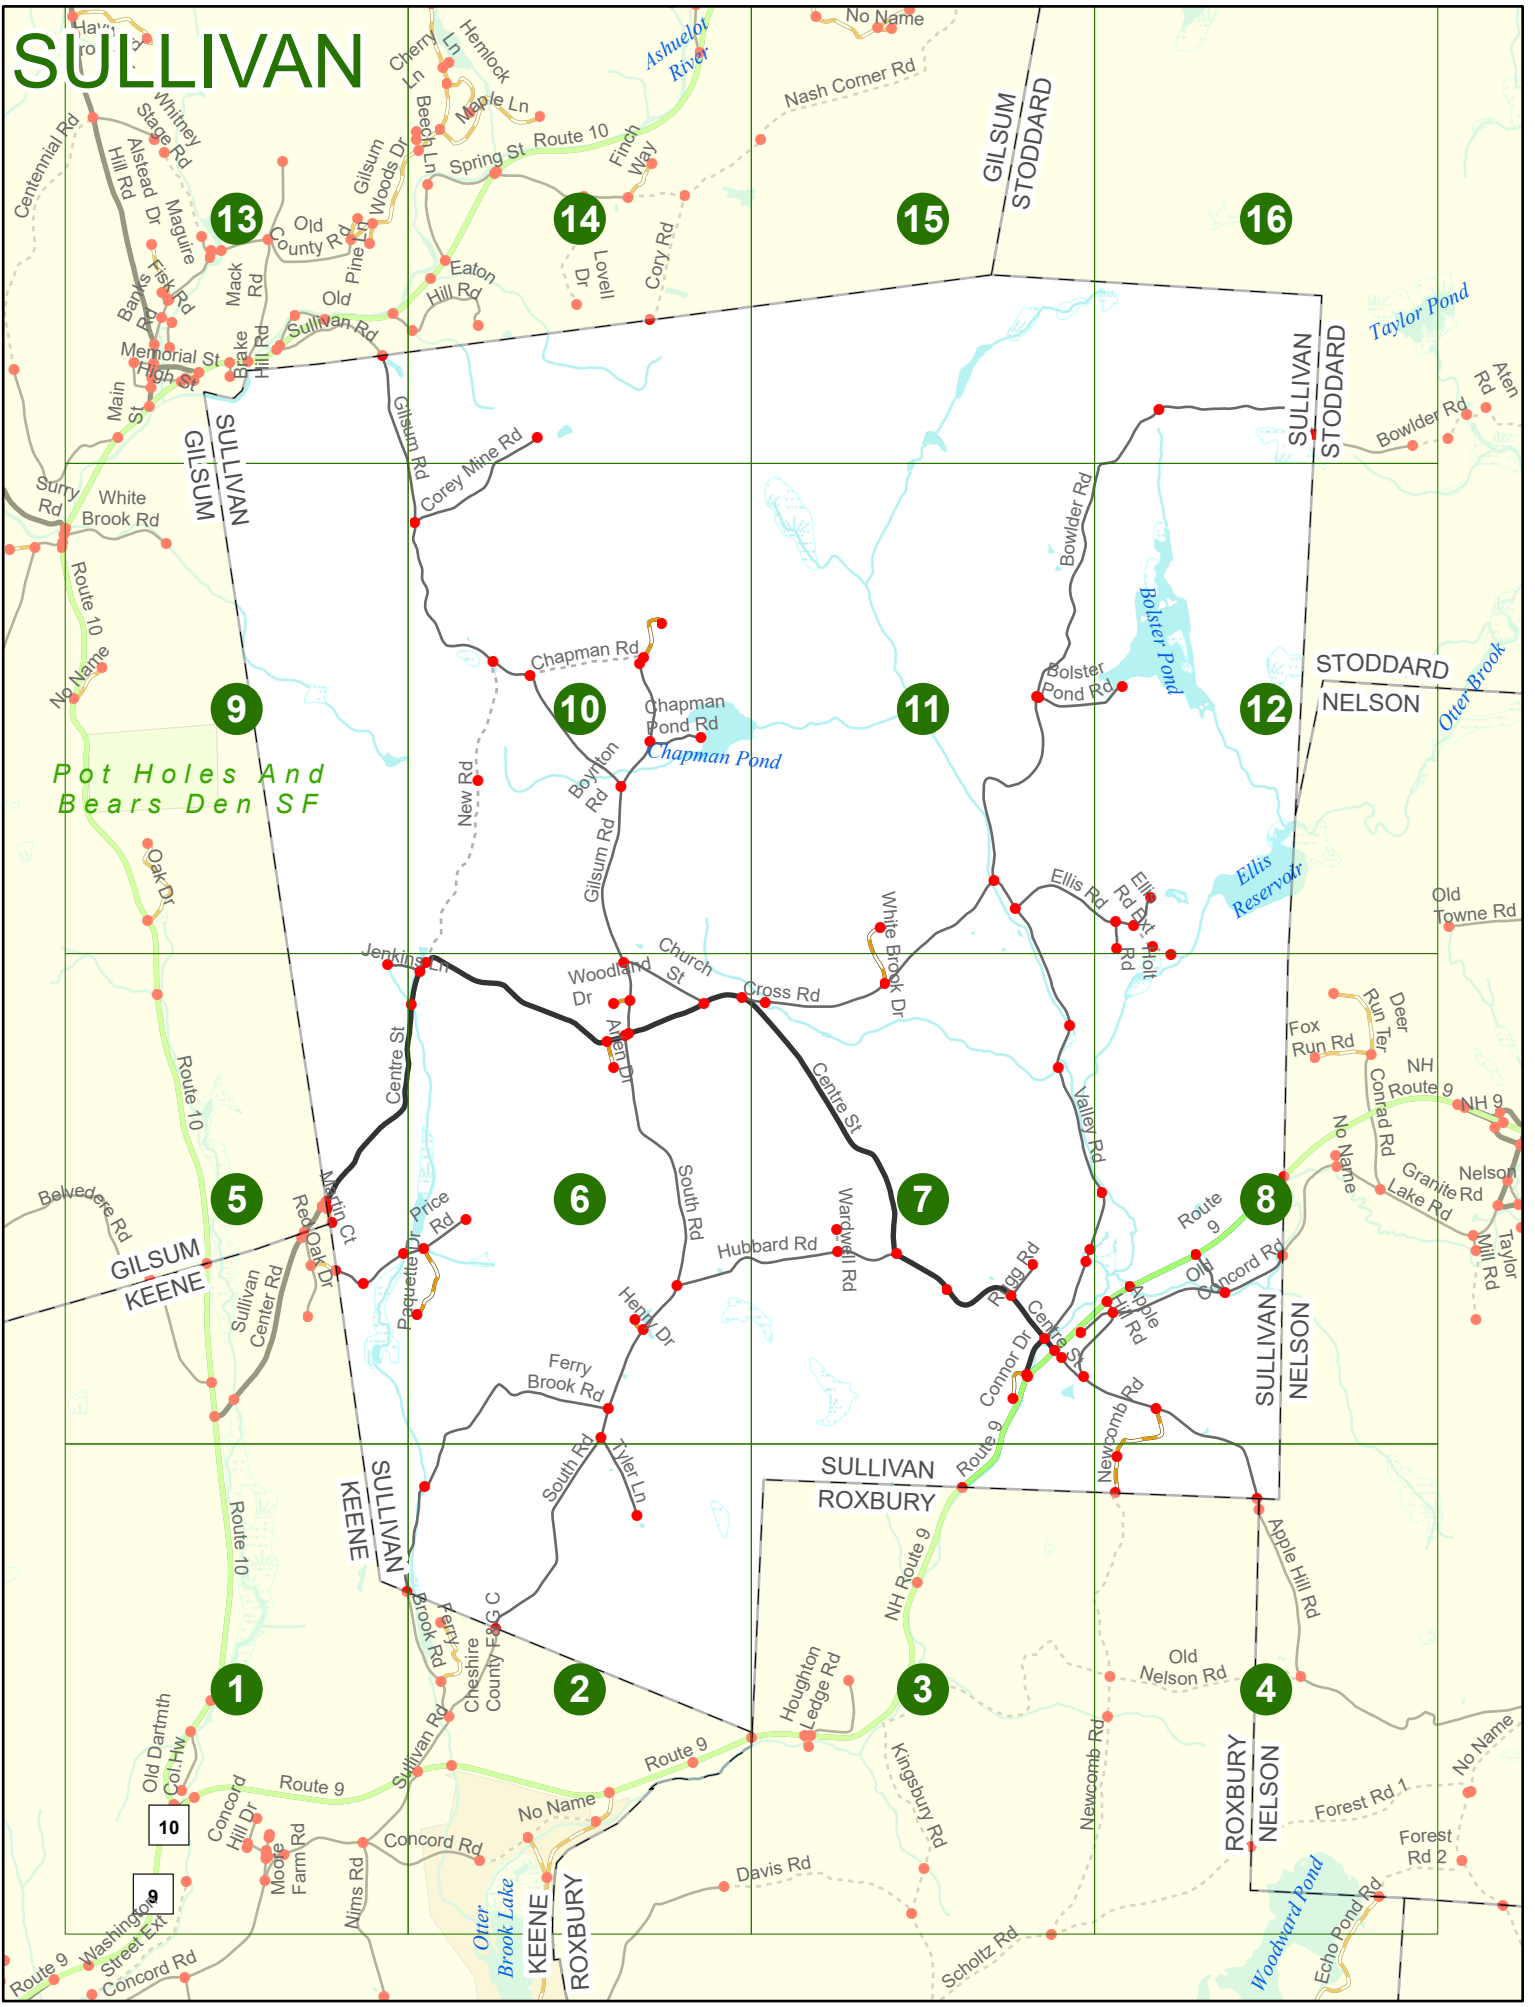 SULLIVAN
Cherry
Ln
Ln
Hemlock
Beech Ln
Maple Ln
Ashuelot
River
No Name
Nash Corner Rd
GILSUM
STODDARD
Centennial Rd
Whitney
Stage Rd
Alstead
Hill Rd
Maguire
Dr
Gilsum
Woods Dr
Spring St
Route 10
Finch
Way
13
14
15
16
Old
County Rd
Pine Ln
Mack
Rd
Banks
Rd
Fisk Rd
Eaton
Hill Rd
Lovell
Dr
Cory Rd
Old
Sullivan Rd
Brake
Hill Rd
Memorial St
High St
Main
St
Taylor Pond
SULLIVAN
STODDARD
Aten
Rd
Bowlder Rd
SULLIVAN
GILSUM
Gilsum Rd
Corey Mine Rd
Surry
Rd
White
Brook Rd
Bowlder Rd
Route 10
No Name
Chapman Rd
Bolster Pond
Bolster
Pond Rd
STODDARD
NELSON
Otter Brook
9
10
11
12
Chapman
Pond Rd
Chapman Pond
Boynton
Rd
New Rd
Pot Holes And
Bears Den SF
Gilsum Rd
Oak Dr
Ellis
Reservoir
Ellis Rd
Ellis
Rd Ext
Holt
Rd
White Brook Dr
Old
Towne Rd
Jenkins Ln
Church
St
Woodland
Dr
Cross Rd
Arlen Dr
Centre St
Centre St
Deer
Run Ter
Fox
Run Rd
Conrad Rd
NH
Route 9
NH 9
Route 10
Valley Rd
No Name
Granite
Lake Rd
Nelson
Rd
Belvedere Rd
5
6
7
8
Martin Ct
Price
Rd
South Rd
Wardwell Rd
Route
9
Red Oak Dr
GILSUM
KEENE
Paquette Dr
Hubbard Rd
Rugg Rd
Old
Concord Rd
Taylor
Mill Rd
Sullivan
Center Rd
Henry Dr
Centre St
Apple
Hill Rd
SULLIVAN
NELSON
Connor Dr
Ferry
Brook Rd
Newcomb Rd
South Rd
Tyler Ln
Route 9
SULLIVAN
ROXBURY
SULLIVAN
KEENE
Route 10
NH Route 9
Apple Hill Rd
Ferry
Brook Rd
Cheshire
County F&G C
1
2
3
4
Houghton
Ledge Rd
Old
Nelson Rd
Old Dartmth
Col.Hw
Sullivan Rd
Route 9
Route 9
Newcomb Rd
ROXBURY
NELSON
No Name
Kingsbury Rd
No Name
Forest Rd 1
Forest
Rd 2
10
9
Concord
Hill Dr
Moore
Farm Rd
Concord Rd
Nims Rd
Davis Rd
Otter
Brook Lake
KEENE
ROXBURY
Woodward Pond
Echo Pond Rd
Washington
Street Ext
Route 9
Concord Rd
Scholtz Rd